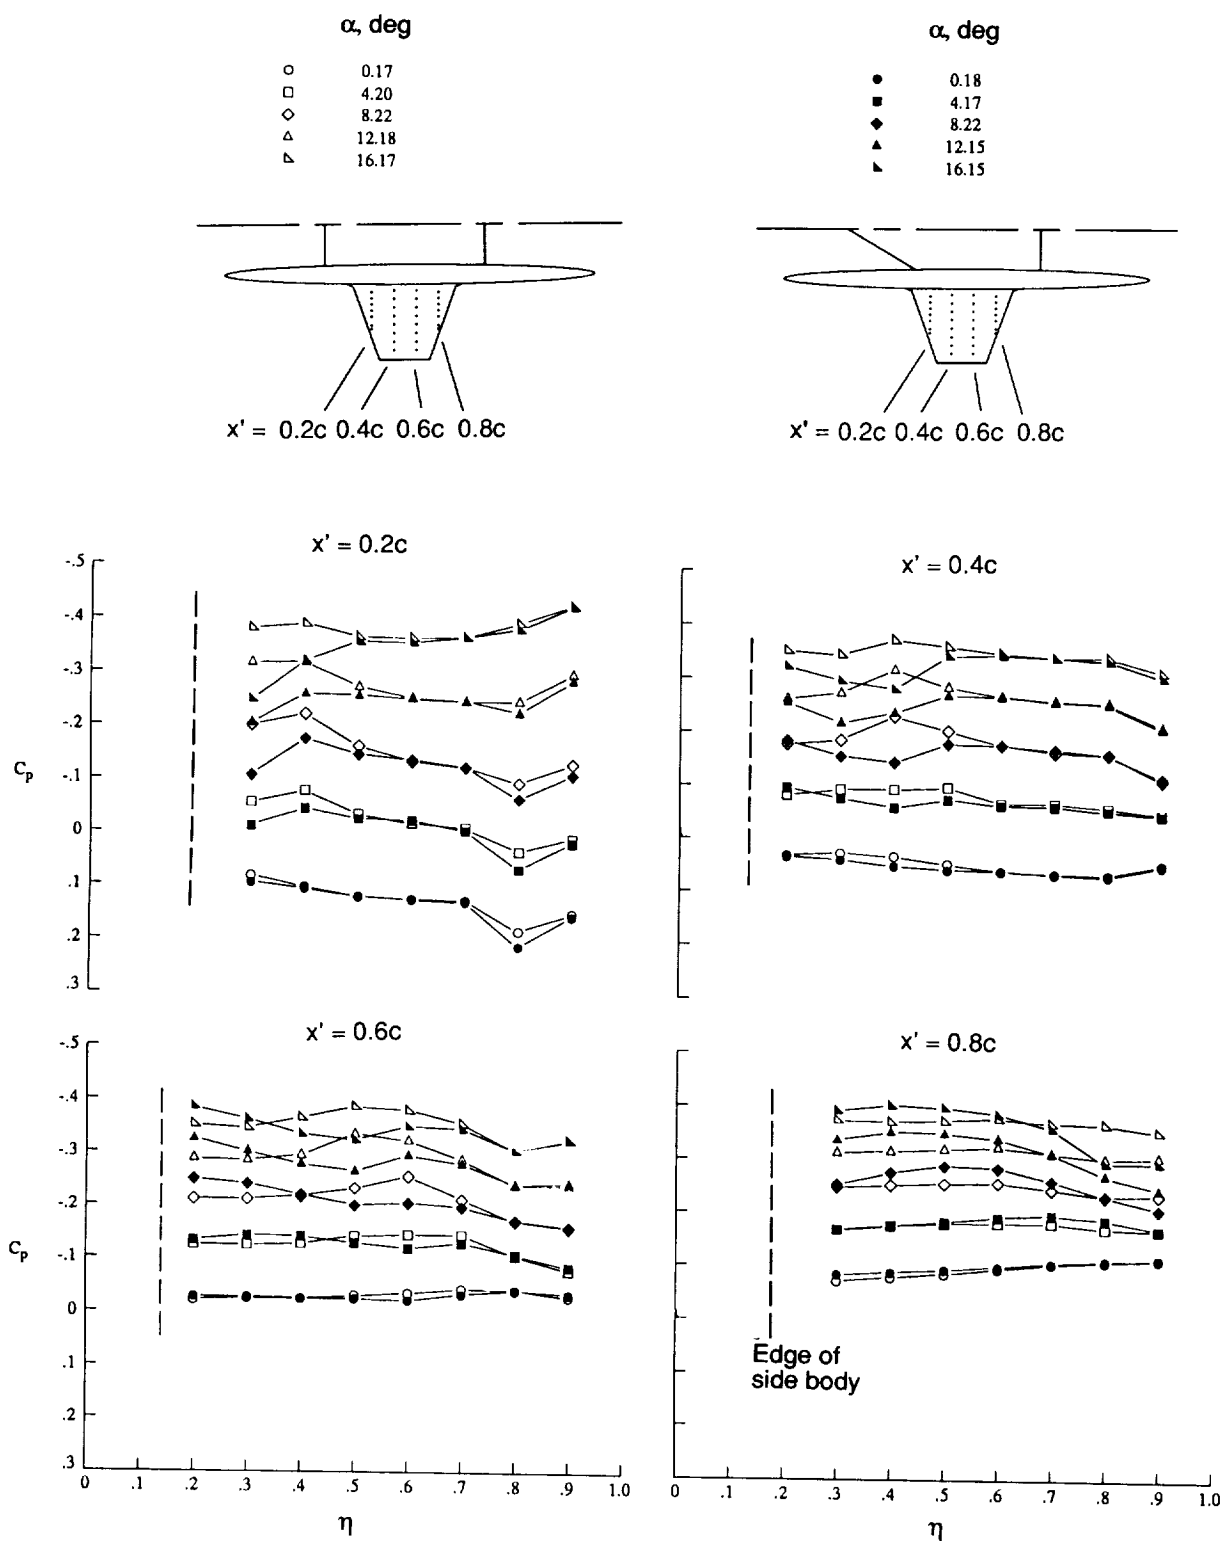 α, deg
0.17
4.20
8.22
12.18
16.17
α, deg
0.18
4.17
8.22
12.15
16.15
x' = 0.2c 0.4c 0.6c 0.8c
x' = 0.2c 0.4c 0.6c 0.8c
x' = 0.2c
-.5
-.4
-.3
-.2
-.1
0
.1
.2
.3
Cp
x' = 0.4c
x' = 0.6c
-.5
-.4
-.3
-.2
-.1
0
.1
.2
.3
Cp
0 .1 .2 .3 .4 .5 .6 .7 .8 .9 1.0
η
x' = 0.8c
Edge of
side body
0 .1 .2 .3 .4 .5 .6 .7 .8 .9 1.0
η